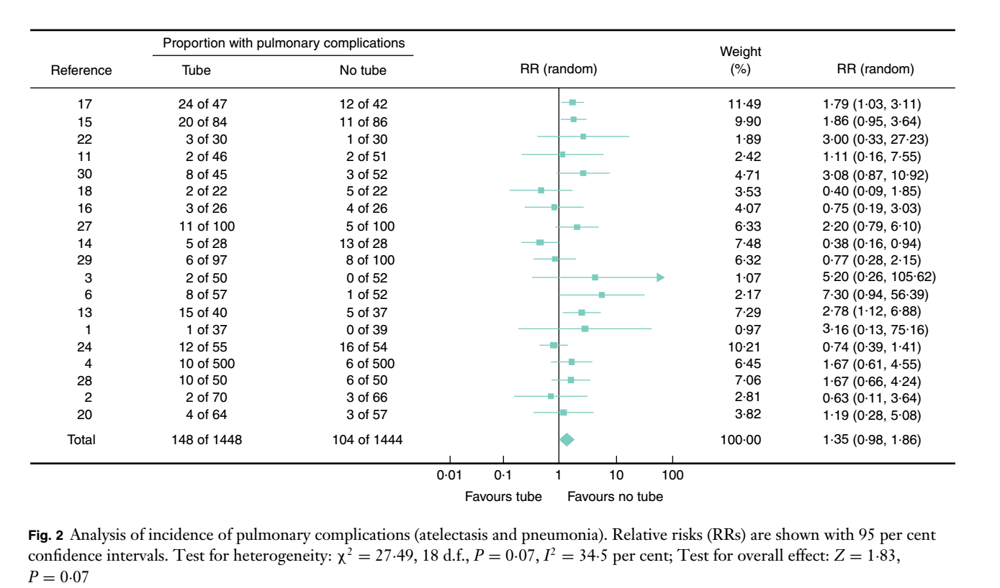 Proportion with pulmonary complications
Weight
Reference Tube No tube RR (random) (%) RR (random)
17 24 of 47 12 of 42 11·49 1·79 (1·03, 3·11)
15 20 of 84 11 of 86 9·90 1·86 (0·95, 3·64)
22 3 of 30 1 of 30 1·89 3·00 (0·33, 27·23)
11 2 of 46 2 of 51 2·42 1·11 (0·16, 7·55)
30 8 of 45 3 of 52 4·71 3·08 (0·87, 10·92)
18 2 of 22 5 of 22 3·53 0·40 (0·09, 1·85)
16 3 of 26 4 of 26 4·07 0·75 (0·19, 3·03)
27 11 of 100 5 of 100 6·33 2·20 (0·79, 6·10)
14 5 of 28 13 of 28 7·48 0·38 (0·16, 0·94)
29 6 of 97 8 of 100 6·32 0·77 (0·28, 2·15)
3 2 of 50 0 of 52 1·07 5·20 (0·26, 105·62)
6 8 of 57 1 of 52 2·17 7·30 (0·94, 56·39)
13 15 of 40 5 of 37 7·29 2·78 (1·12, 6·88)
1 1 of 37 0 of 39 0·97 3·16 (0·13, 75·16)
24 12 of 55 16 of 54 10·21 0·74 (0·39, 1·41)
4 10 of 500 6 of 500 6·45 1·67 (0·61, 4·55)
28 10 of 50 6 of 50 7·06 1·67 (0·66, 4·24)
2 2 of 70 3 of 66 2·81 0·63 (0·11, 3·64)
20 4 of 64 3 of 57 3·82 1·19 (0·28, 5·08)
Total 148 of 1448 104 of 1444 100·00 1·35 (0·98, 1·86)
0·01 0·1 1 10 100
Favours tube Favours no tube
Fig. 2 Analysis of incidence of pulmonary complications (atelectasis and pneumonia). Relative risks (RRs) are shown with 95 per cent
confidence intervals. Test for heterogeneity: χ² = 27·49, 18 d.f., P = 0·07, I² = 34·5 per cent; Test for overall effect: Z = 1·83,
P = 0·07